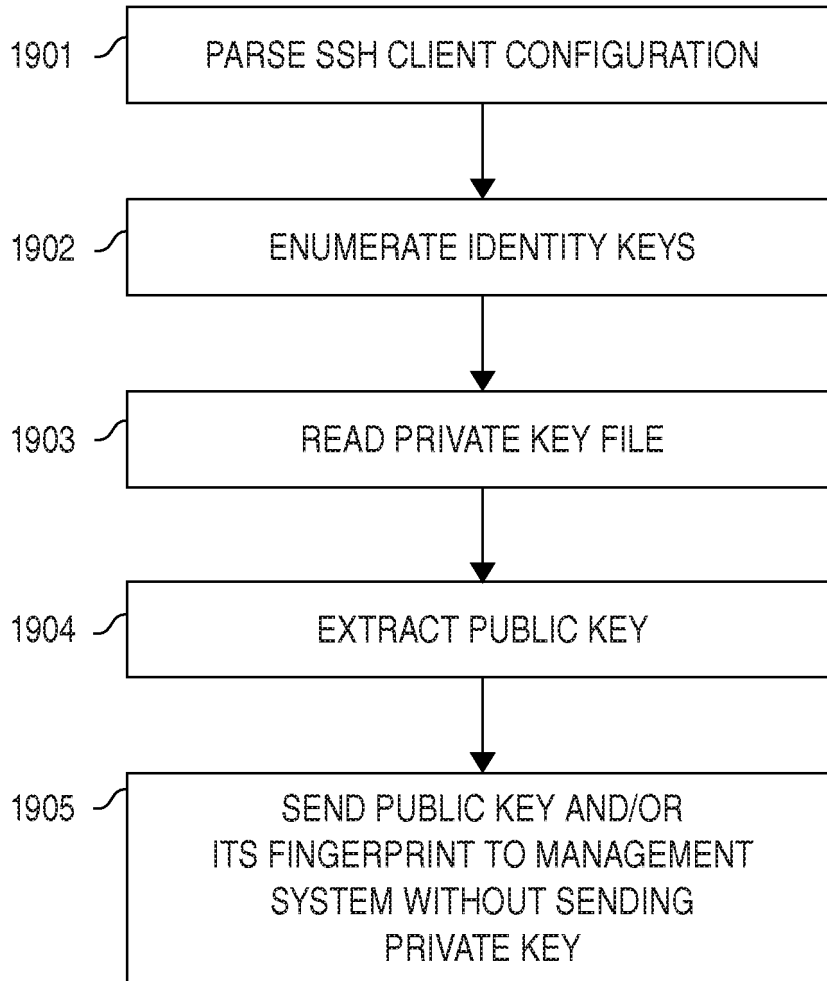 1901
PARSE SSH CLIENT CONFIGURATION
1902
ENUMERATE IDENTITY KEYS
1903
READ PRIVATE KEY FILE
1904
EXTRACT PUBLIC KEY
1905
SEND PUBLIC KEY AND/OR
ITS FINGERPRINT TO MANAGEMENT
SYSTEM WITHOUT SENDING
PRIVATE KEY